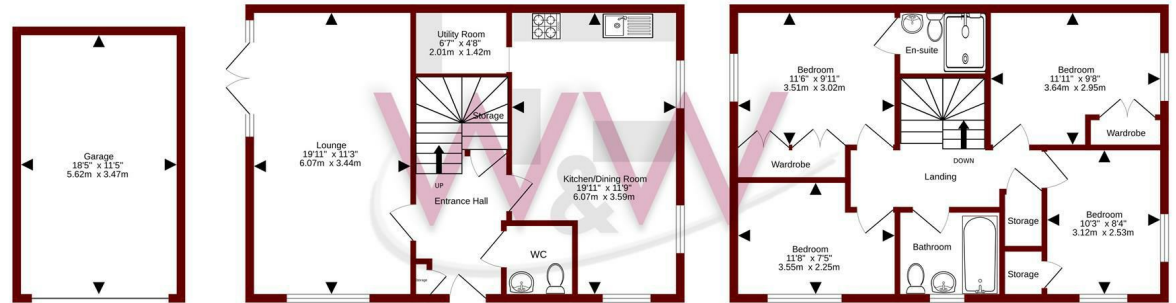 Garage
18'5" x 11'5"
5.62m x 3.47m
Lounge
19'11" x 11'3"
6.07m x 3.44m
Utility Room
6'7" x 4'8"
2.01m x 1.42m
Storage
UP
Entrance Hall
Storage
WC
Kitchen/Dining Room
19'11" x 11'9"
6.07m x 3.59m
W&W
Bedroom
11'6" x 9'11"
3.51m x 3.02m
En-suite
Bedroom
11'11" x 9'8"
3.64m x 2.95m
Wardrobe
Wardrobe
DOWN
Landing
Bedroom
11'8" x 7'5"
3.55m x 2.25m
Bathroom
Storage
Storage
Bedroom
10'3" x 8'4"
3.12m x 2.53m